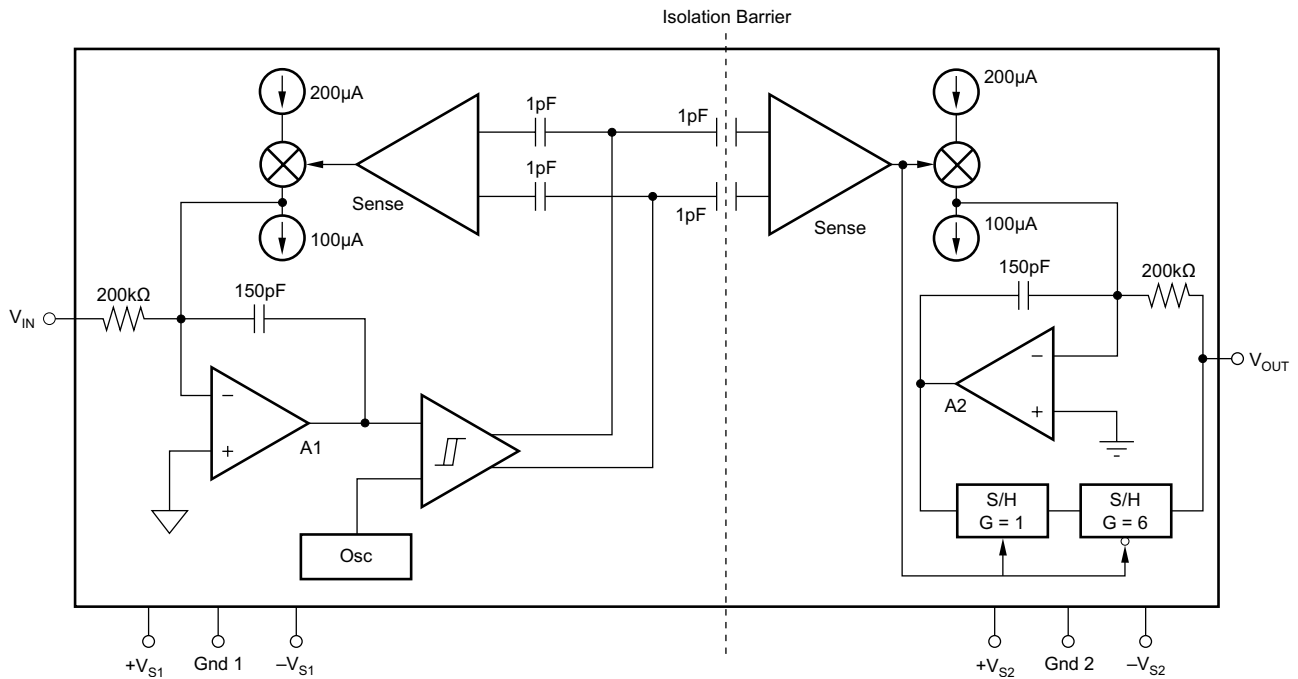 Isolation Barrier
200µA
1pF
1pF
200µA
1pF
Sense
1pF
Sense
100µA
100µA
200kΩ
150pF
150pF
200kΩ
V_IN
V_OUT
−
+
A1
−
+
A2
S/H
G = 1
S/H
G = 6
Osc
+V_S1
Gnd 1
–V_S1
+V_S2
Gnd 2
–V_S2